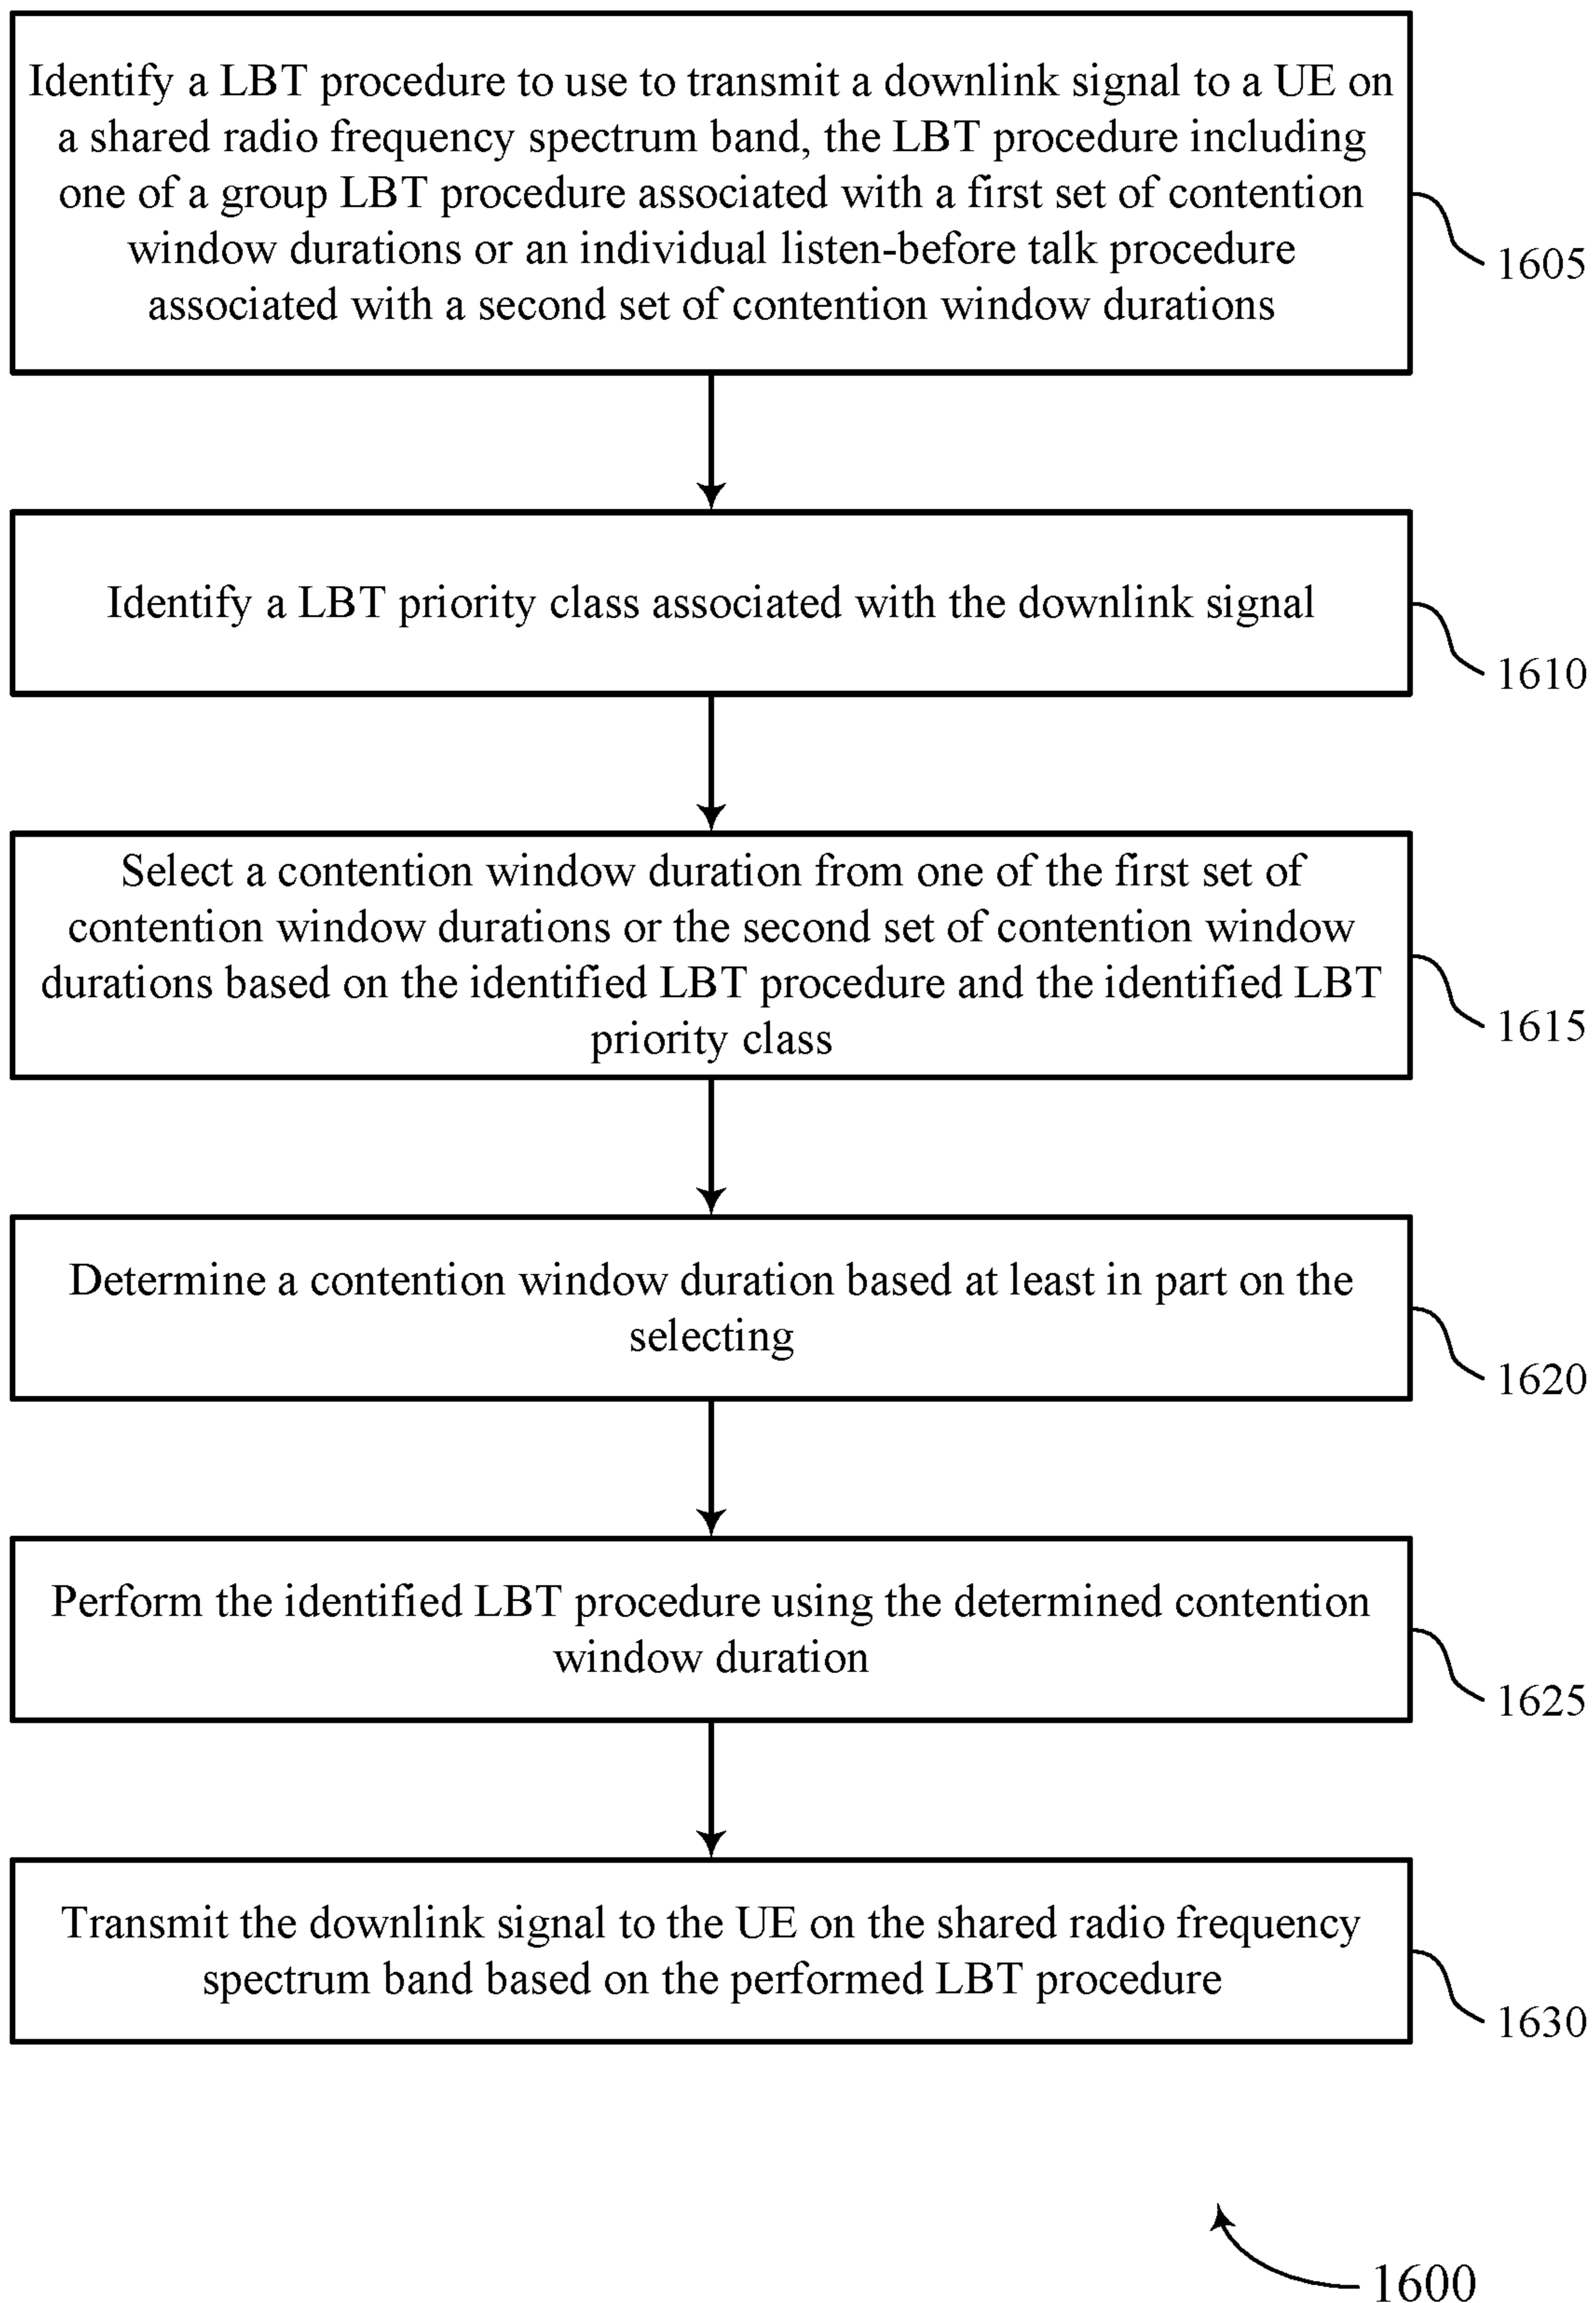 Identify a LBT procedure to use to transmit a downlink signal to a UE on
a shared radio frequency spectrum band, the LBT procedure including
one of a group LBT procedure associated with a first set of contention
window durations or an individual listen-before talk procedure
associated with a second set of contention window durations
1605
Identify a LBT priority class associated with the downlink signal
1610
Select a contention window duration from one of the first set of
contention window durations or the second set of contention window
durations based on the identified LBT procedure and the identified LBT
priority class
1615
Determine a contention window duration based at least in part on the
selecting
1620
Perform the identified LBT procedure using the determined contention
window duration
1625
Transmit the downlink signal to the UE on the shared radio frequency
spectrum band based on the performed LBT procedure
1630
1600